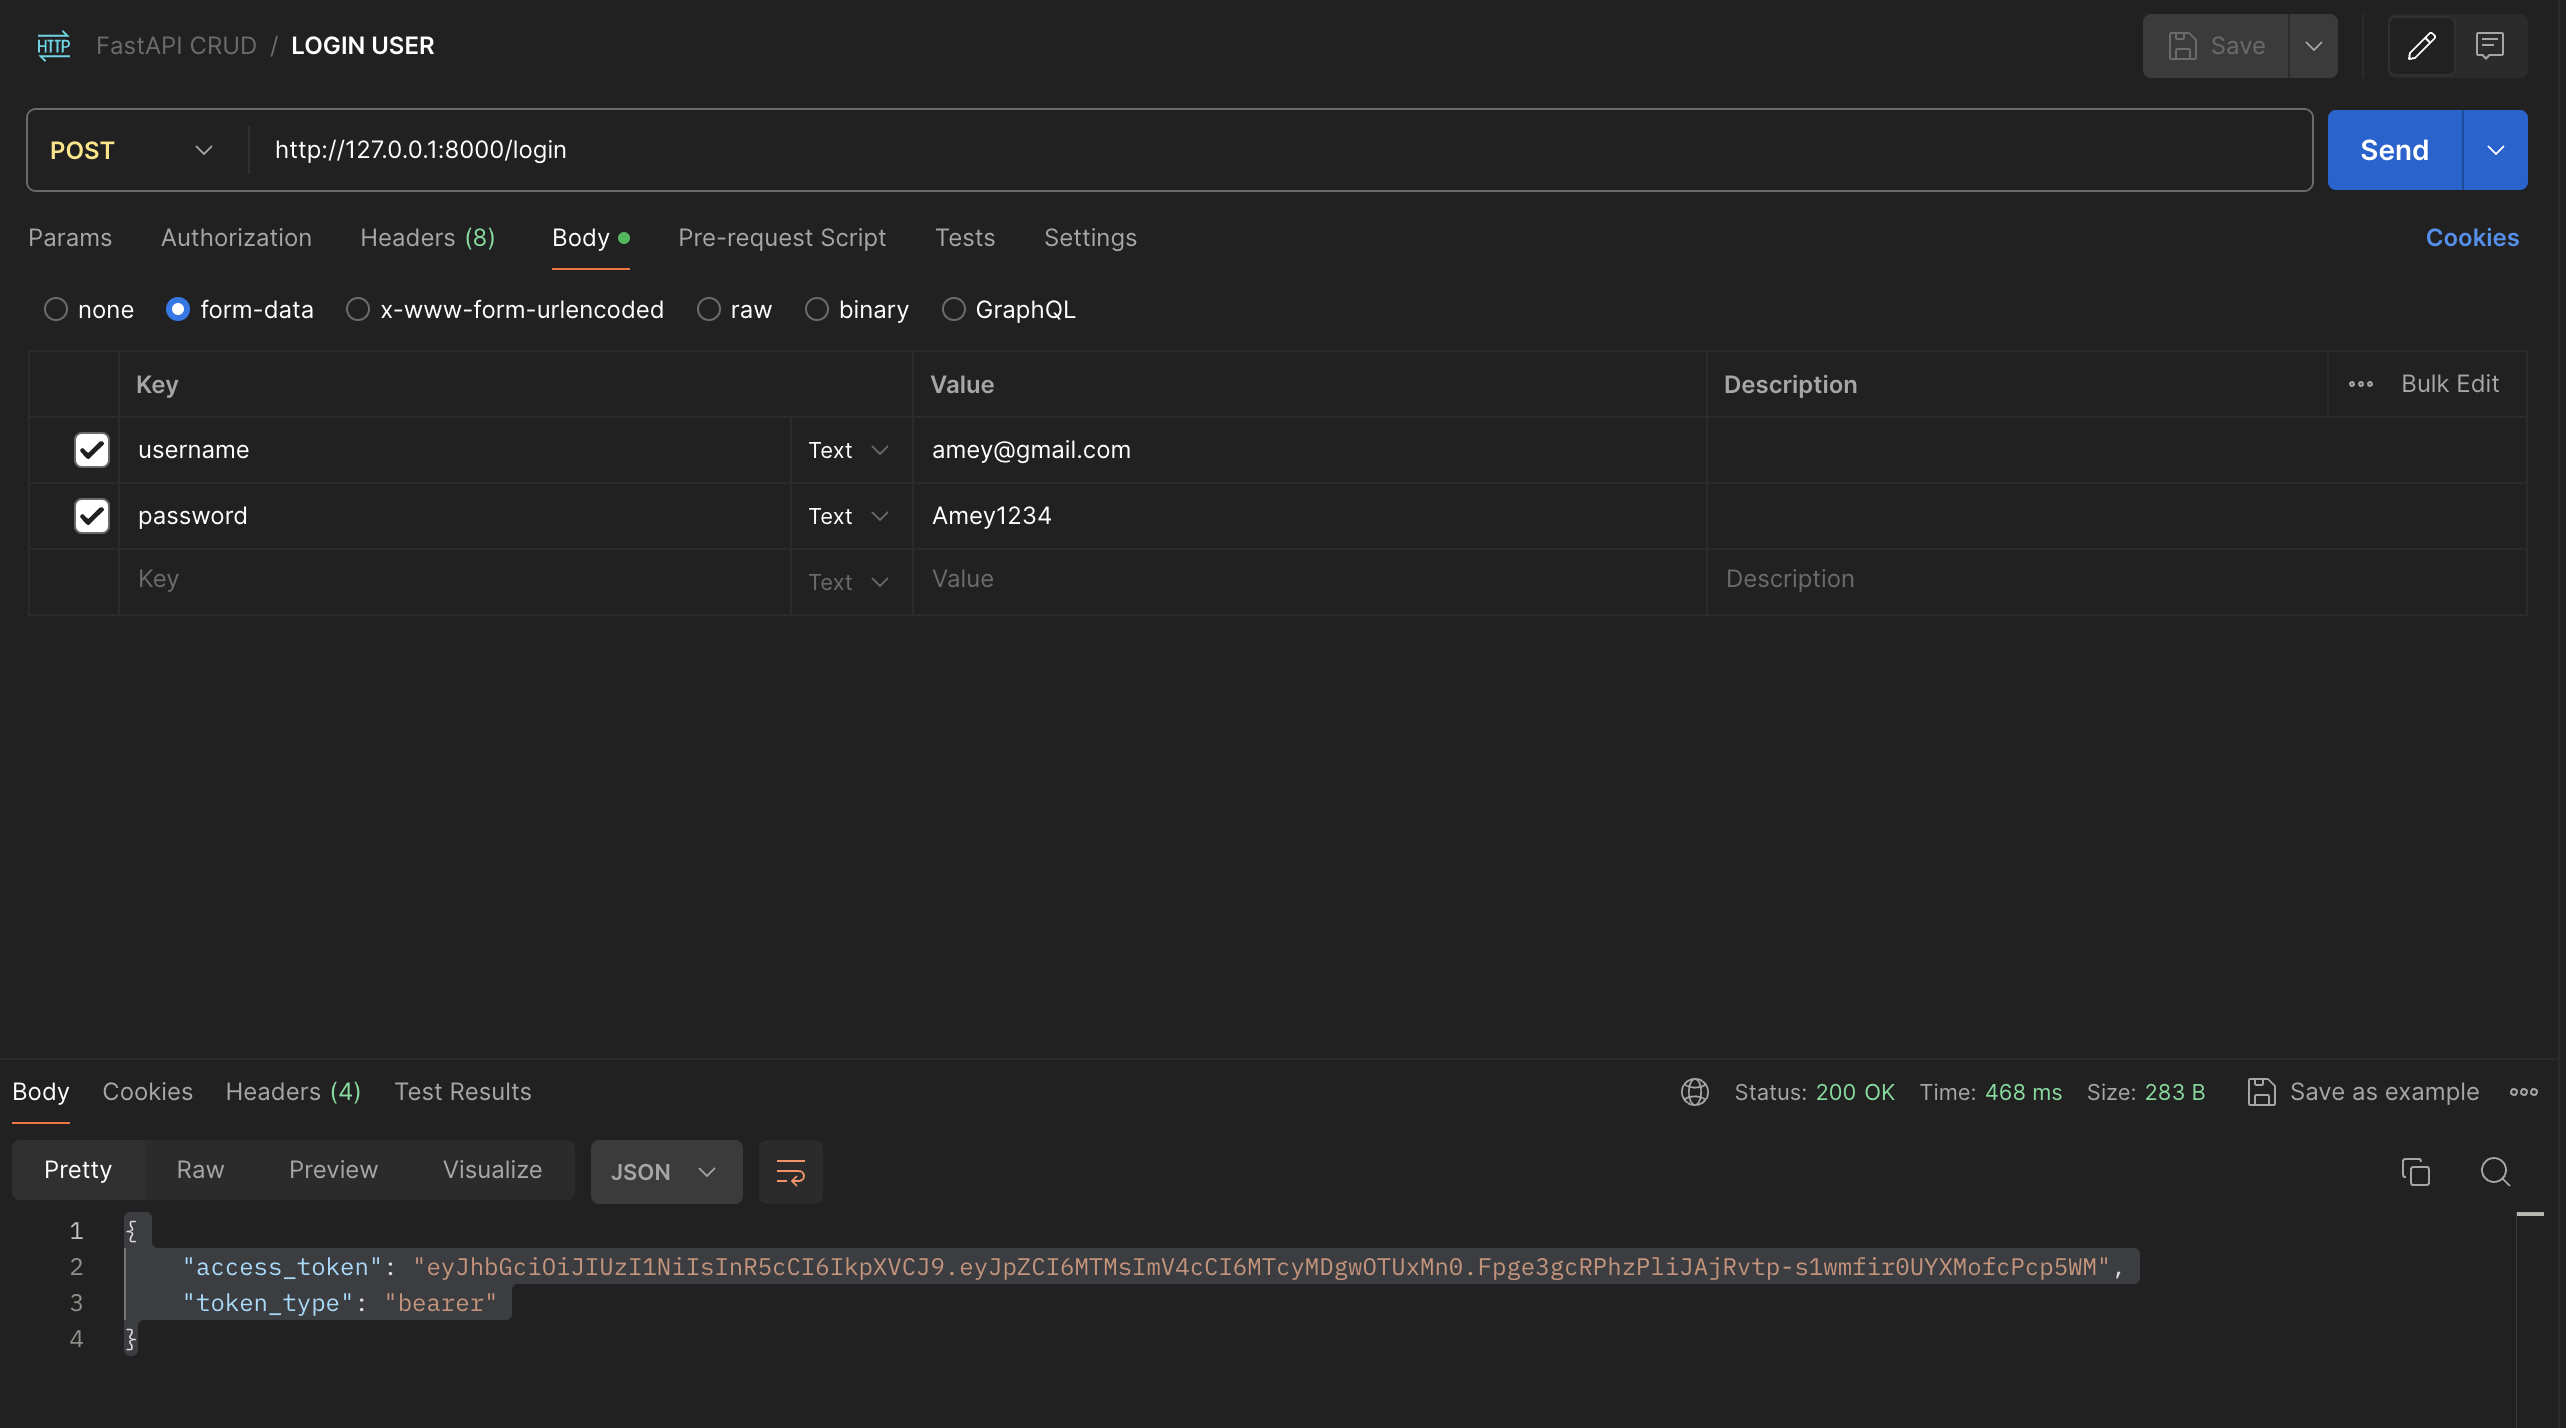 HTTP FastAPI CRUD / LOGIN USER Save
POST http://127.0.0.1:8000/login Send
Params Authorization Headers (8) Body Pre-request Script Tests Settings Cookies
none form-data x-www-form-urlencoded raw binary GraphQL
Key Value Description Bulk Edit
username Text amey@gmail.com
password Text Amey1234
Key Text Value Description
Body Cookies Headers (4) Test Results Status: 200 OK Time: 468 ms Size: 283 B Save as example
Pretty Raw Preview Visualize JSON
1 {
2 "access_token": "eyJhbGciOiJIUzI1NiIsInR5cCI6IkpXVCJ9.eyJpZCI6MTMsImV4cCI6MTcyMDgwOTUxMn0.Fpge3gcRPhzPliJAjRvtp-s1wmfir0UYXMofcPcp5WM",
3 "token_type": "bearer"
4 }